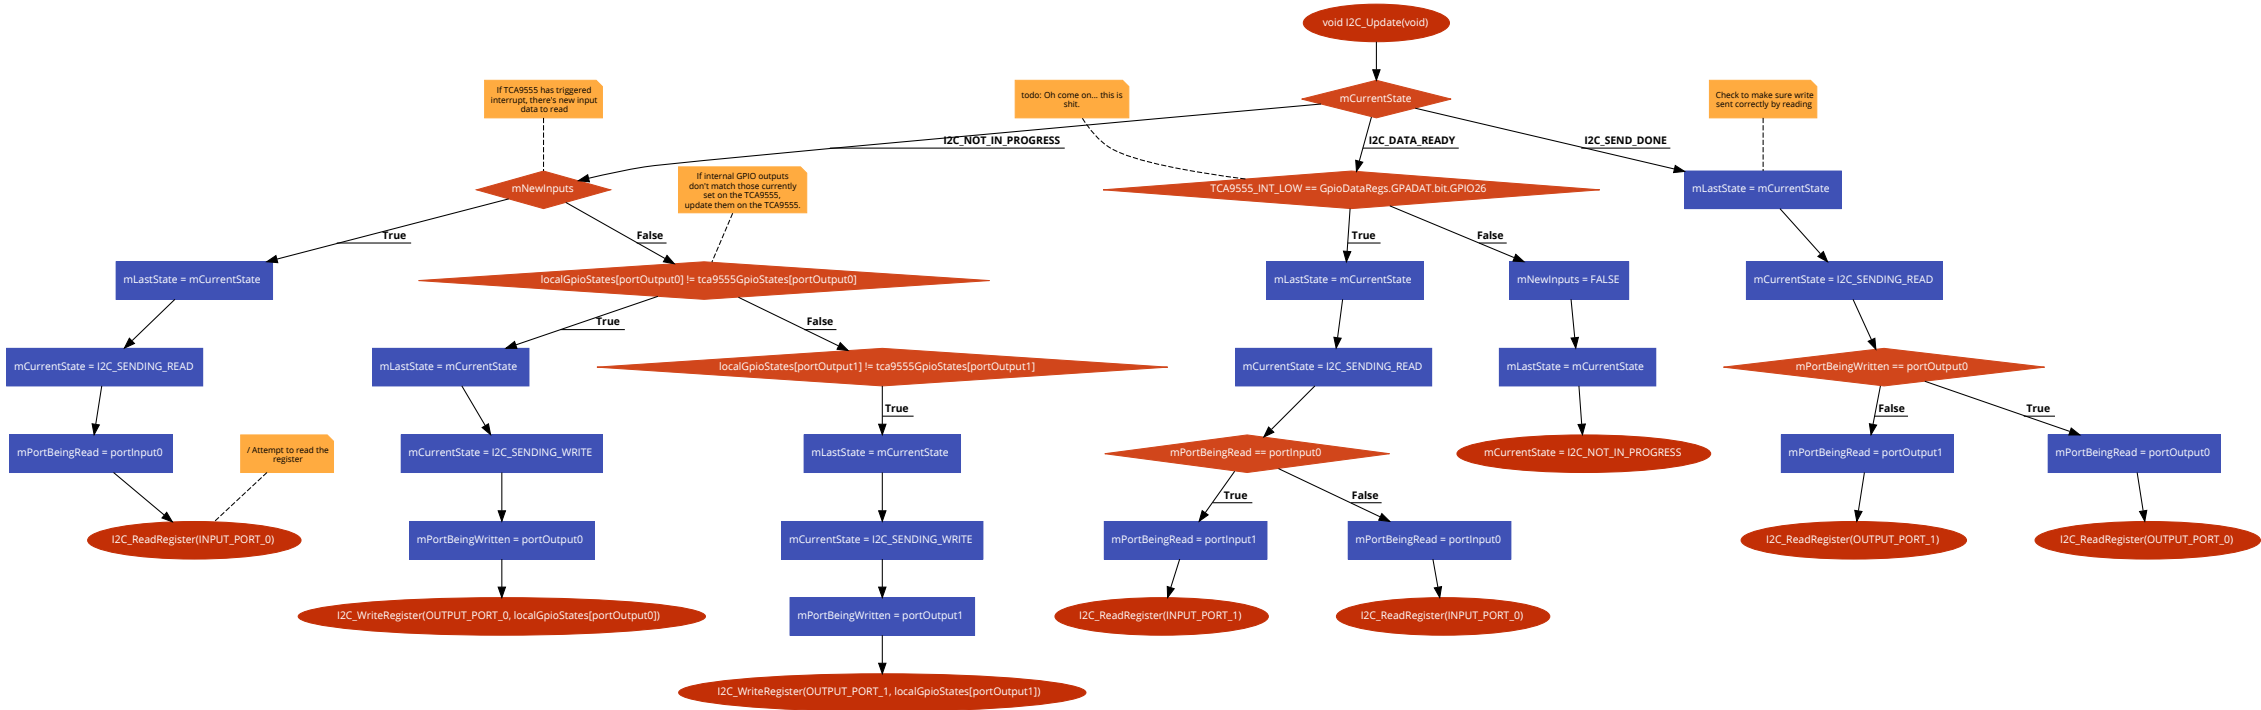 void I2C_Update(void)
If TCA9555 has triggered
interrupt, there's new input
data to read
todo: Oh come on... this is
shit.
mCurrentState
Check to make sure write
sent correctly by reading
I2C_NOT_IN_PROGRESS
I2C_DATA_READY
I2C_SEND_DONE
mNewInputs
If internal GPIO outputs
don't match those currently
set on the TCA9555,
update them on the TCA9555.
TCA9555_INT_LOW == GpioDataRegs.GPADAT.bit.GPIO26
mLastState = mCurrentState
True
False
True
False
mLastState = mCurrentState
localGpioStates[portOutput0] != tca9555GpioStates[portOutput0]
mLastState = mCurrentState
mNewInputs = FALSE
mCurrentState = I2C_SENDING_READ
True
False
mCurrentState = I2C_SENDING_READ
mLastState = mCurrentState
localGpioStates[portOutput1] != tca9555GpioStates[portOutput1]
mCurrentState = I2C_SENDING_READ
mLastState = mCurrentState
mPortBeingWritten == portOutput0
True
False
True
mPortBeingRead = portInput0
/ Attempt to read the
register
mCurrentState = I2C_SENDING_WRITE
mLastState = mCurrentState
mPortBeingRead == portInput0
mCurrentState = I2C_NOT_IN_PROGRESS
mPortBeingRead = portOutput1
mPortBeingRead = portOutput0
True
False
I2C_ReadRegister(INPUT_PORT_0)
mPortBeingWritten = portOutput0
mCurrentState = I2C_SENDING_WRITE
mPortBeingRead = portInput1
mPortBeingRead = portInput0
I2C_ReadRegister(OUTPUT_PORT_1)
I2C_ReadRegister(OUTPUT_PORT_0)
I2C_WriteRegister(OUTPUT_PORT_0, localGpioStates[portOutput0])
mPortBeingWritten = portOutput1
I2C_ReadRegister(INPUT_PORT_1)
I2C_ReadRegister(INPUT_PORT_0)
I2C_WriteRegister(OUTPUT_PORT_1, localGpioStates[portOutput1])